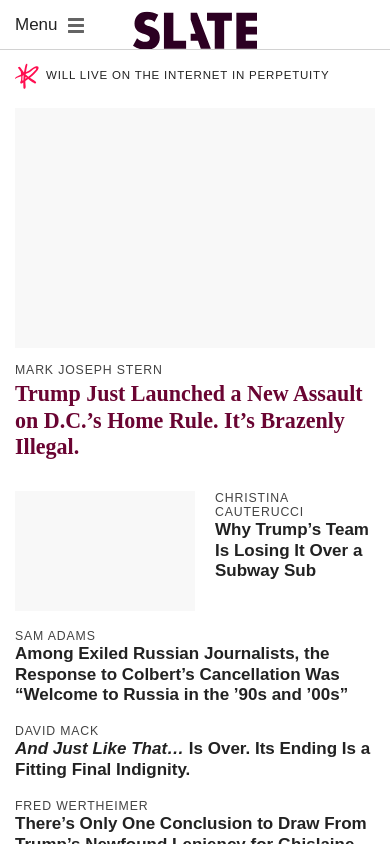 Menu
SLATE
WILL LIVE ON THE INTERNET IN PERPETUITY
MARK JOSEPH STERN
Trump Just Launched a New Assault
on D.C.’s Home Rule. It’s Brazenly
Illegal.
CHRISTINA
CAUTERUCCI
Why Trump’s Team
Is Losing It Over a
Subway Sub
SAM ADAMS
Among Exiled Russian Journalists, the
Response to Colbert’s Cancellation Was
“Welcome to Russia in the ’90s and ’00s”
DAVID MACK
And Just Like That… Is Over. Its Ending Is a
Fitting Final Indignity.
FRED WERTHEIMER
There’s Only One Conclusion to Draw From
Trump’s Newfound Leniency for Ghislaine